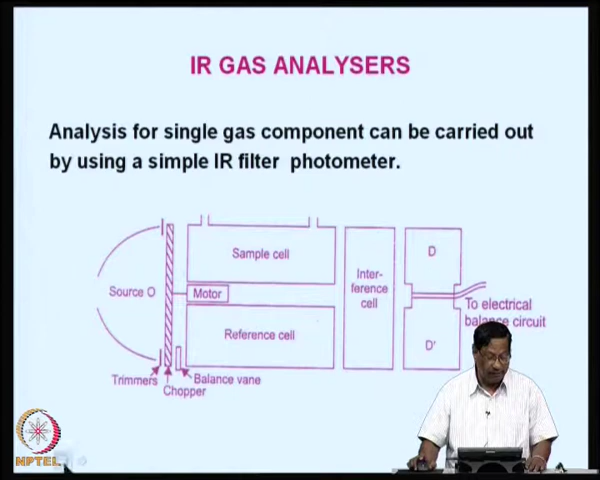 IR GAS ANALYSERS
Analysis for single gas component can be carried out
by using a simple IR filter photometer.
Sample cell
Inter-
ference
cell
D
Source O
Motor
To electrical
balance circuit
Reference cell
D'
Trimmers
Balance vane
Chopper
NPTEL